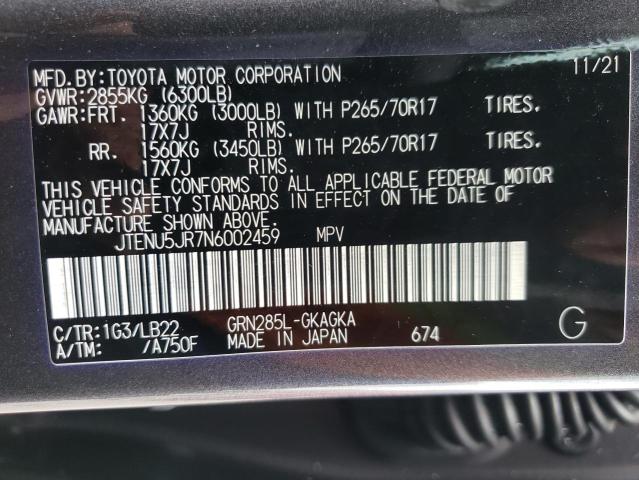 MFD.BY:TOYOTA MOTOR CORPORATION 11/21
GVWR:2855KG (6300LB)
GAWR:FRT. 1360KG (3000LB) WITH P265/70R17 TIRES.
17X7J RIMS.
RR. 1560KG (3450LB) WITH P265/70R17 TIRES.
17X7J RIMS.
THIS VEHICLE CONFORMS TO ALL APPLICABLE FEDERAL MOTOR
VEHICLE SAFETY STANDARDS IN EFFECT ON THE DATE OF
MANUFACTURE SHOWN ABOVE.
JTENU5JR7N6002459 MPV
C/TR:1G3/LB22 GRN285L-GKAGKA
A/TM: /A750F MADE IN JAPAN 674 G